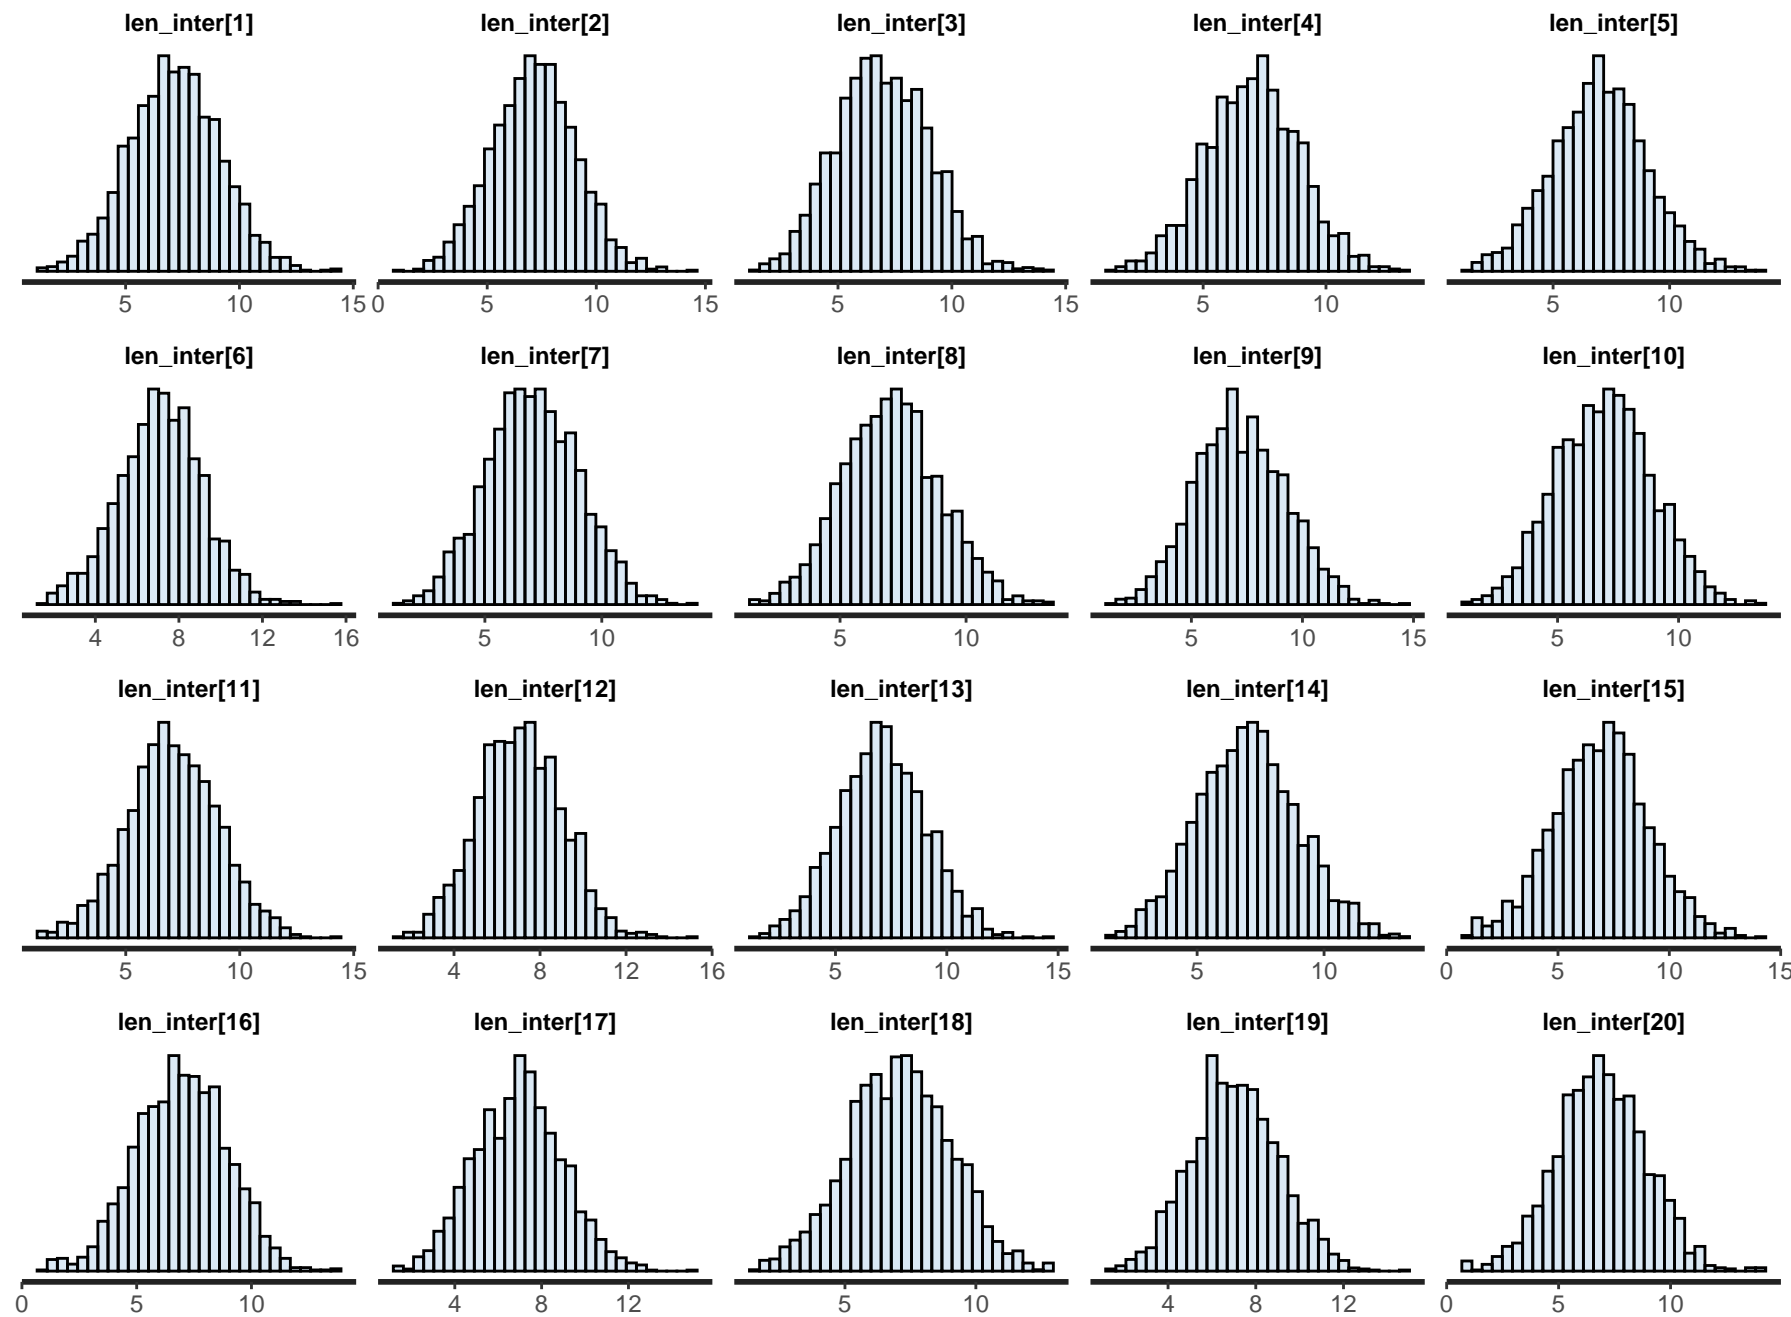 len_inter[1] len_inter[2] len_inter[3] len_inter[4] len_inter[5]
5 10 15 0 5 10 15 5 10 15 5 10 5 10
len_inter[6] len_inter[7] len_inter[8] len_inter[9] len_inter[10]
4 8 12 16 5 10 5 10 5 10 15 5 10
len_inter[11] len_inter[12] len_inter[13] len_inter[14] len_inter[15]
5 10 15 4 8 12 16 5 10 15 5 10 0 5 10 15
len_inter[16] len_inter[17] len_inter[18] len_inter[19] len_inter[20]
0 5 10 4 8 12 5 10 4 8 12 0 5 10